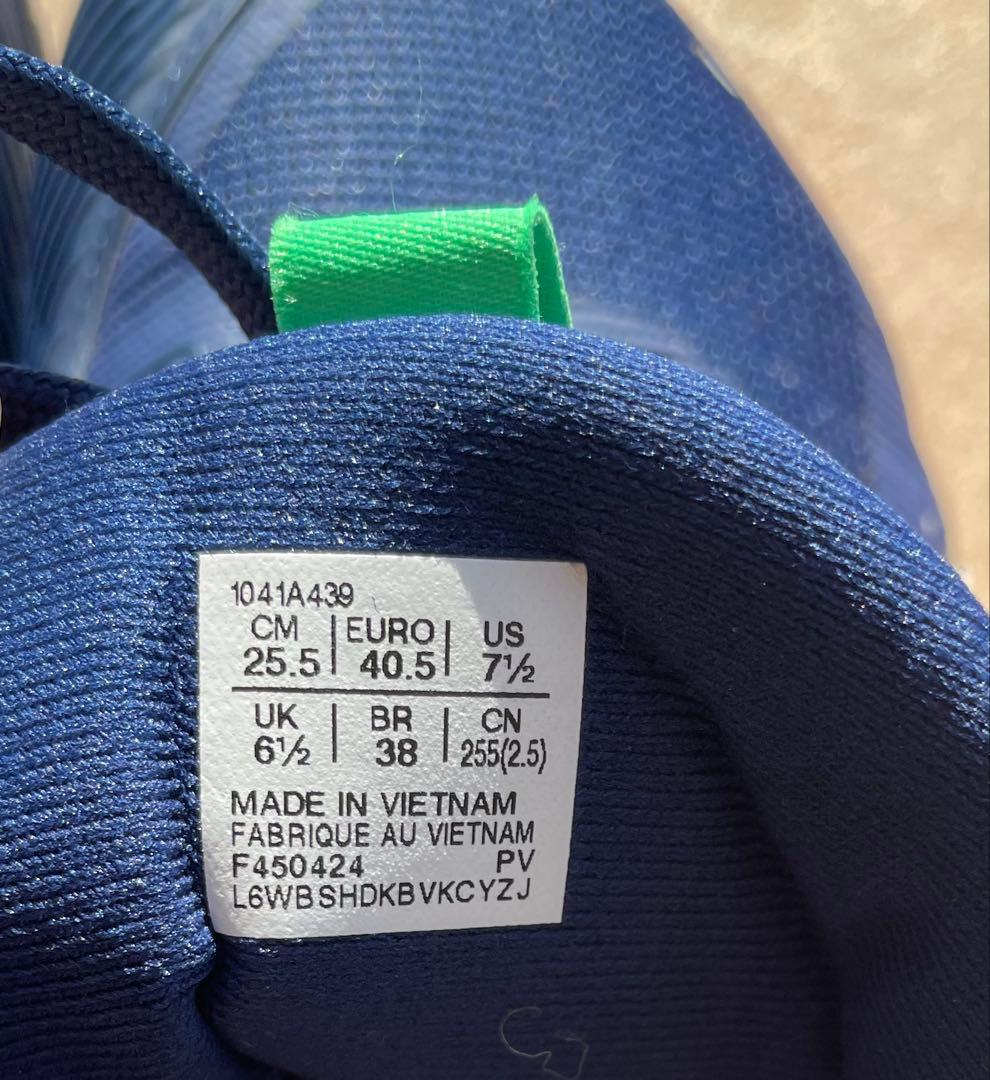 1041A439
CM | EURO | US
25.5 | 40.5 | 7½
UK | BR | CN
6½ | 38 | 255(2.5)
MADE IN VIETNAM
FABRIQUE AU VIETNAM
F450424 PV
L6WBSHDKBVKCYZJ